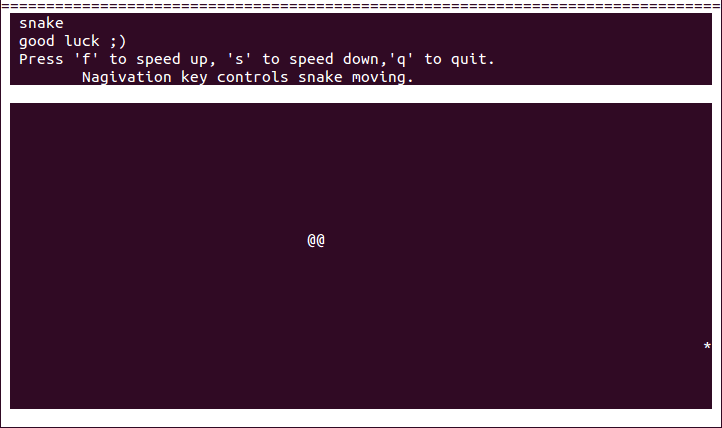 ================================================================================
snake
good luck ;)
Press 'f' to speed up, 's' to speed down,'q' to quit.
Nagivation key controls snake moving.
@@
*